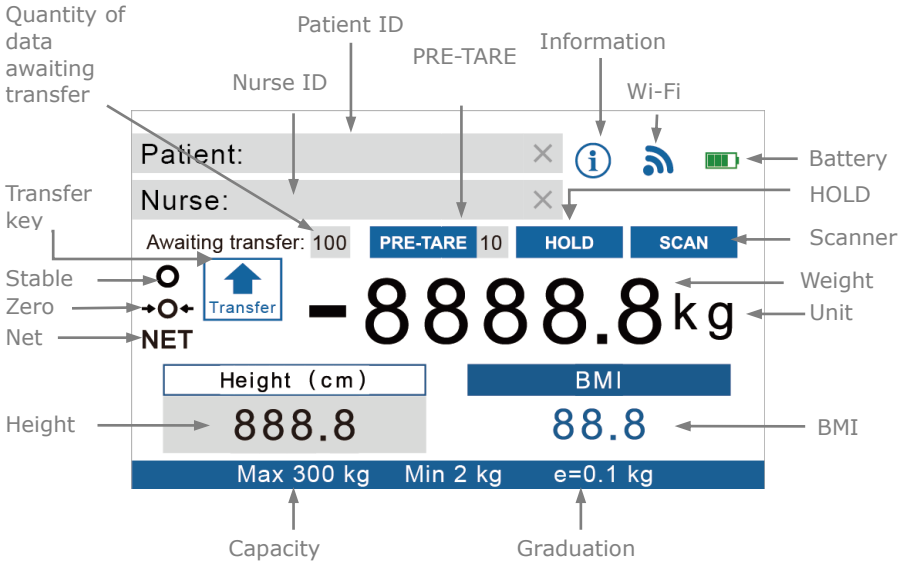 Quantity of
data
awaiting
transfer
Patient ID
Nurse ID
PRE-TARE
Information
Wi-Fi
Patient: ×
i
Battery
Nurse: ×
HOLD
Transfer
key
Awaiting transfer: 100 PRE-TARE 10 HOLD SCAN
Scanner
Stable
Transfer
Zero
Net
NET
-8888.8kg
Weight
Unit
Height (cm)
BMI
Height
888.8
88.8
BMI
Max 300 kg Min 2 kg e=0.1 kg
Capacity
Graduation